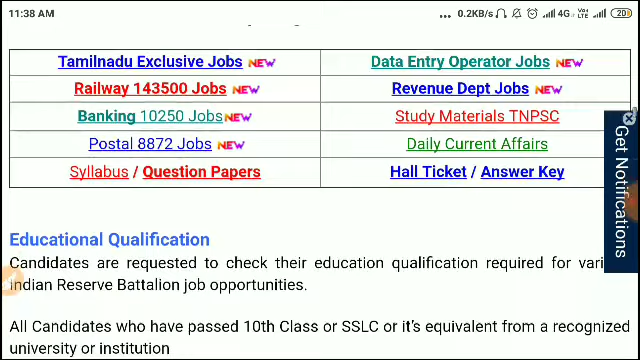 11:38 AM ... 0.2KB/s 4G Vo LTE 20
Tamilnadu Exclusive Jobs NEW Data Entry Operator Jobs NEW
Railway 143500 Jobs NEW Revenue Dept Jobs NEW
Banking 10250 Jobs NEW Study Materials TNPSC
Postal 8872 Jobs NEW Daily Current Affairs
Syllabus / Question Papers Hall Ticket / Answer Key
Get Notifications
Educational Qualification
Candidates are requested to check their education qualification required for
Indian Reserve Battalion job opportunities.
All Candidates who have passed 10th Class or SSLC or it's equivalent from a recognized
university or institution